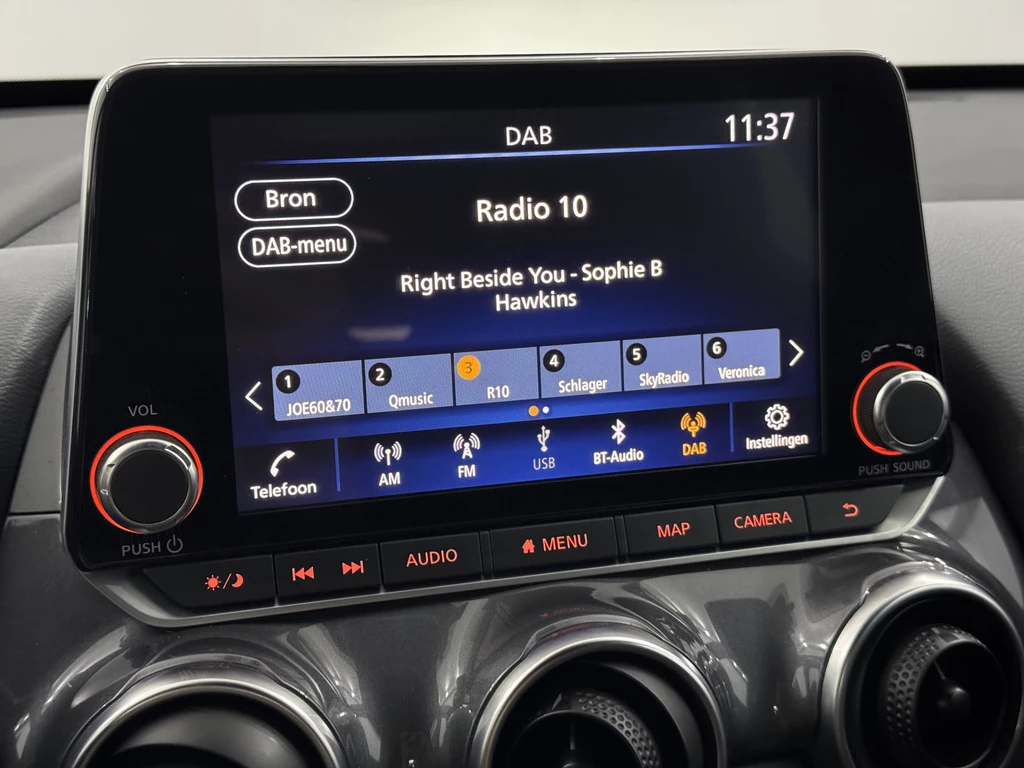 DAB
11:37
Bron
Radio 10
DAB-menu
Right Beside You - Sophie B
Hawkins
1 JOE60&70
2 Qmusic
3 R10
4 Schlager
5 SkyRadio
6 Veronica
Telefoon
AM
FM
USB
BT-Audio
DAB
Instellingen
VOL
PUSH
PUSH SOUND
AUDIO
MENU
MAP
CAMERA